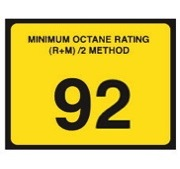 MINIMUM OCTANE RATING
(R+M) /2 METHOD
92